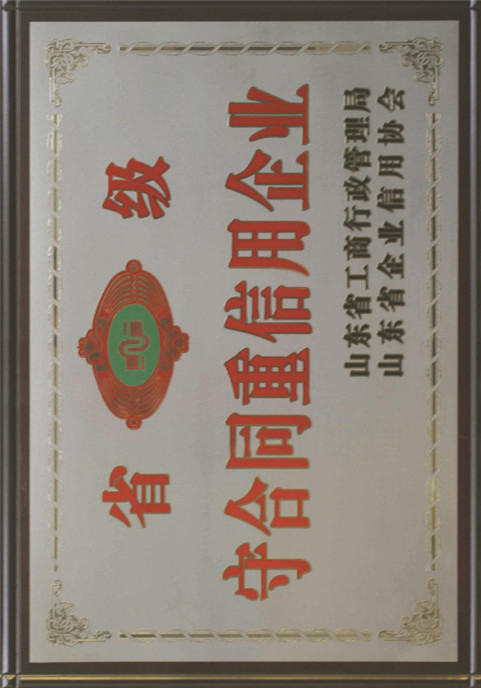 省级
守合同重信用企业
山东省工商行政管理局
山东省企业信用协会